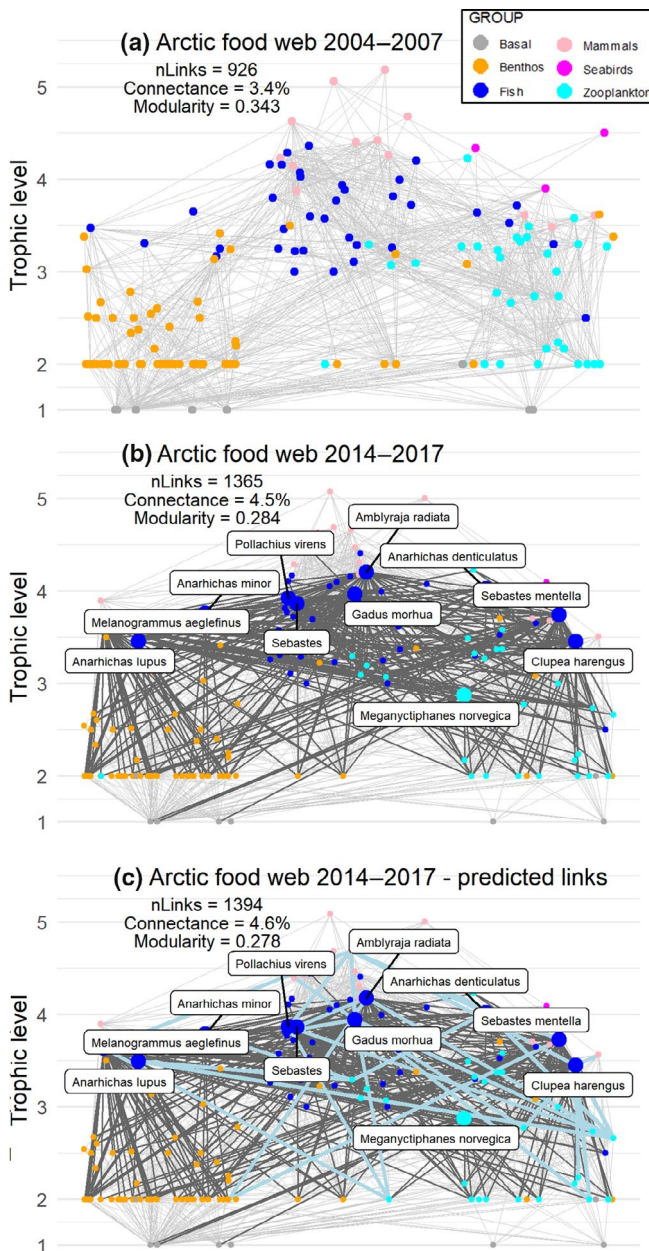 (a) Arctic food web 2004–2007
nLinks = 926
Connectance = 3.4%
Modularity = 0.343
GROUP
Basal
Mammals
Benthos
Seabirds
Fish
Zooplankton
Trophic level
5
4
3
2
1
(b) Arctic food web 2014–2017
nLinks = 1365
Connectance = 4.5%
Modularity = 0.284
Amblyraja radiata
Pollachius virens
Anarhichas denticulatus
Anarhichas minor
Sebastes mentella
Melanogrammus aeglefinus
Gadus morhua
Sebastes
Anarhichas lupus
Clupea harengus
Meganyctiphanes norvegica
Trophic level
5
4
3
2
1
(c) Arctic food web 2014–2017 - predicted links
nLinks = 1394
Connectance = 4.6%
Modularity = 0.278
Amblyraja radiata
Pollachius virens
Anarhichas denticulatus
Anarhichas minor
Sebastes mentella
Melanogrammus aeglefinus
Gadus morhua
Sebastes
Anarhichas lupus
Clupea harengus
Meganyctiphanes norvegica
Trophic level
5
4
3
2
1